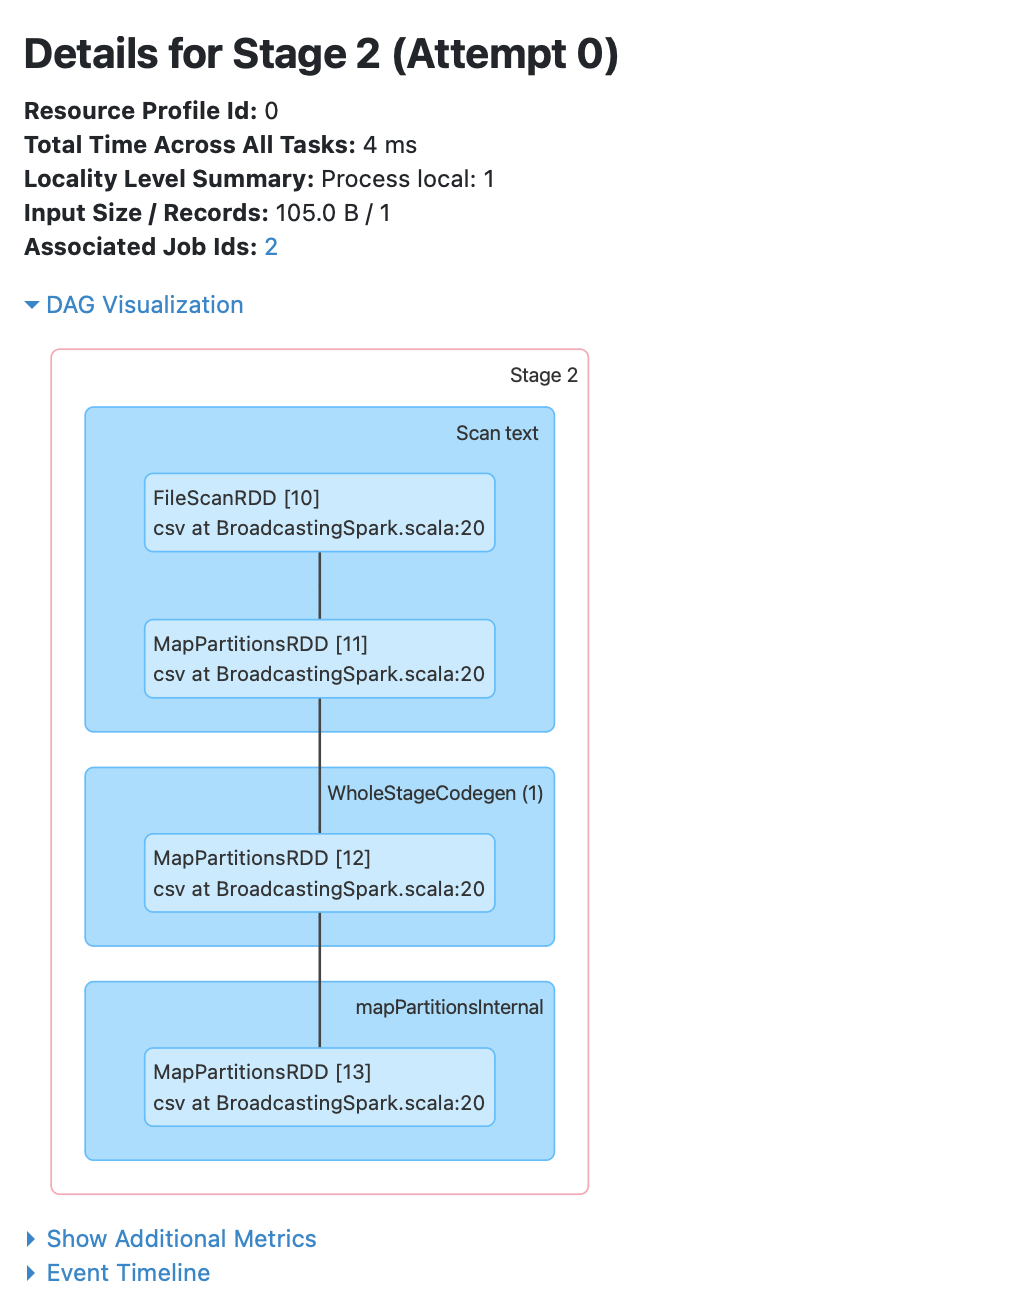 Details for Stage 2 (Attempt 0)
Resource Profile Id: 0
Total Time Across All Tasks: 4 ms
Locality Level Summary: Process local: 1
Input Size / Records: 105.0 B / 1
Associated Job Ids: 2
DAG Visualization
Stage 2
Scan text
FileScanRDD [10]
csv at BroadcastingSpark.scala:20
MapPartitionsRDD [11]
csv at BroadcastingSpark.scala:20
WholeStageCodegen (1)
MapPartitionsRDD [12]
csv at BroadcastingSpark.scala:20
mapPartitionsInternal
MapPartitionsRDD [13]
csv at BroadcastingSpark.scala:20
Show Additional Metrics
Event Timeline